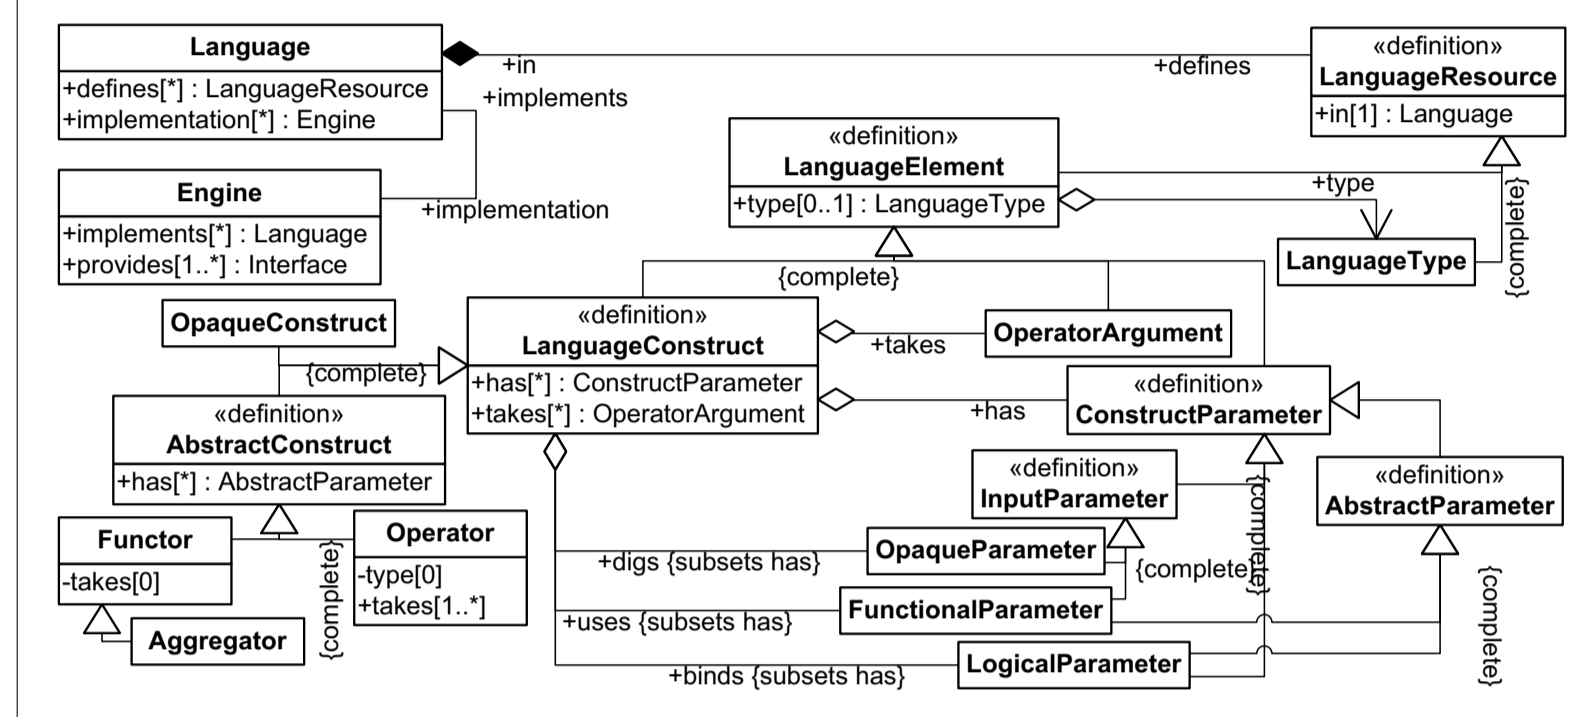 Language
+defines[*] : LanguageResource
+implementation[*] : Engine
+in
+defines
«definition»
LanguageResource
+in[1] : Language
+implements
Engine
+implements[*] : Language
+provides[1..*] : Interface
+implementation
«definition»
LanguageElement
+type[0..1] : LanguageType
+type
LanguageType
{complete}
{complete}
OpaqueConstruct
{complete}
«definition»
LanguageConstruct
+has[*] : ConstructParameter
+takes[*] : OperatorArgument
+takes
OperatorArgument
+has
«definition»
ConstructParameter
«definition»
AbstractConstruct
+has[*] : AbstractParameter
«definition»
InputParameter
{complete}
«definition»
AbstractParameter
Functor
-takes[0]
Operator
-type[0]
+takes[1..*]
{complete}
Aggregator
+digs {subsets has}
OpaqueParameter
{complete}
+uses {subsets has}
FunctionalParameter
{complete}
+binds {subsets has}
LogicalParameter